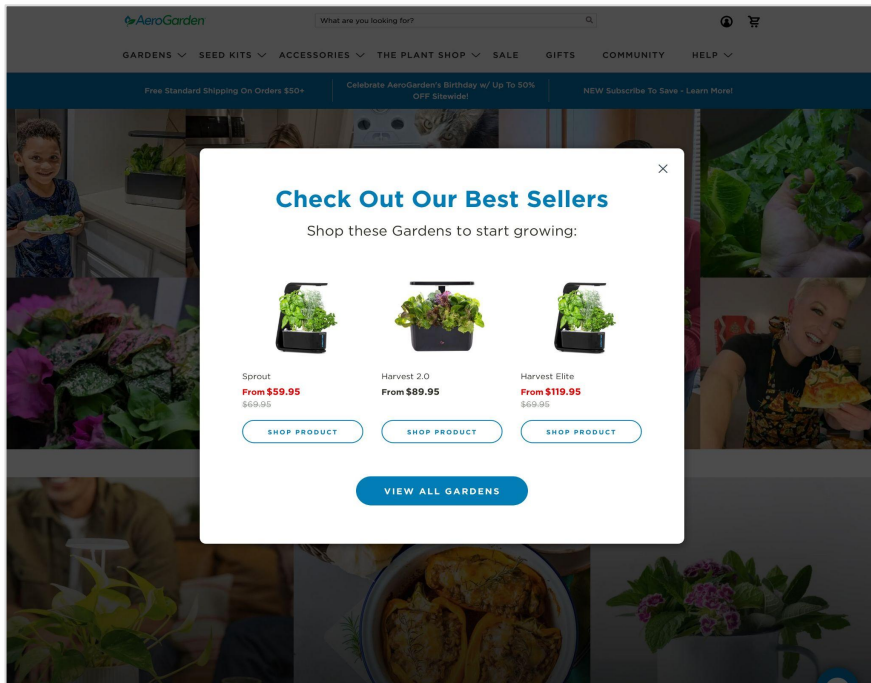 AeroGarden
What are you looking for?
GARDENS SEED KITS ACCESSORIES THE PLANT SHOP SALE GIFTS COMMUNITY HELP
Free Standard Shipping On Orders $50+
Celebrate AeroGarden's Birthday w/ Up To 50%
OFF Sitewide!
NEW Subscribe To Save - Learn More!
Check Out Our Best Sellers
Shop these Gardens to start growing:
Sprout
From $59.95
$69.95
SHOP PRODUCT
Harvest 2.0
From $89.95
SHOP PRODUCT
Harvest Elite
From $119.95
$69.95
SHOP PRODUCT
VIEW ALL GARDENS